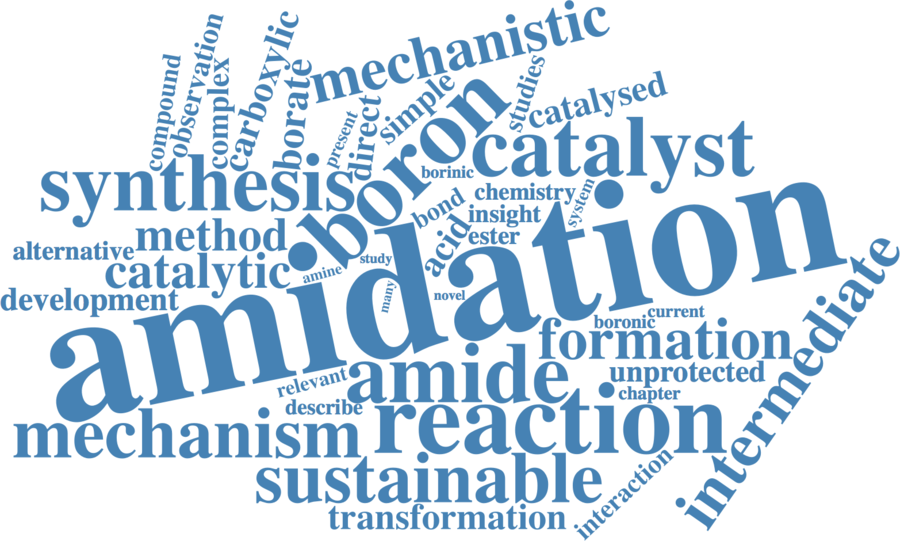 compound
observation
complex
carboxylic
borate
mechanistic
present
direct
simple
boron
studies
catalysed
synthesis
catalyst
borinic
bond
chemistry
system
insight
acid
ester
alternative
method
catalytic
amine
study
many
novel
development
amidation
boronic
current
formation
intermediate
relevant
amide
unprotected
describe
chapter
mechanism
reaction
sustainable
interaction
transformation